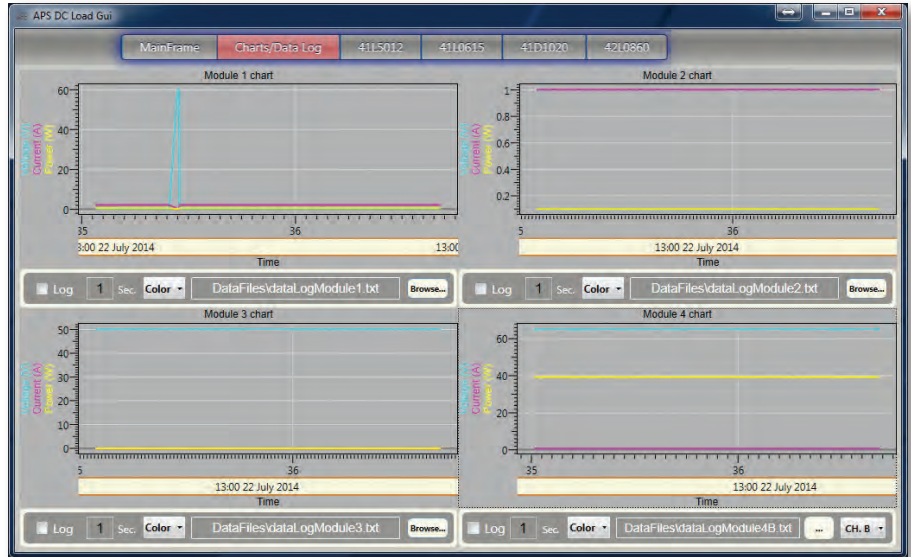 APS DC Load Gui
MainFrame Charts/Data Log 41L5012 41L0615 41D1020 42L0860
Module 1 chart
60
40
20
0
Voltage (V)
Current (A)
Power (W)
35 36
3:00 22 July 2014 13:00
Time
Log 1 Sec. Color DataFiles\dataLogModule1.txt Browse...
Module 2 chart
1
0.8
0.6
0.4
0.2
Current (A)
Power (W)
5 36
13:00 22 July 2014
Time
Log 1 Sec. Color DataFiles\dataLogModule2.txt Browse...
Module 3 chart
50
40
30
20
10
0
Current (A)
Power (W)
5 36
13:00 22 July 2014
Time
Log 1 Sec. Color DataFiles\dataLogModule3.txt Browse...
Module 4 chart
60
40
20
0
Current (A)
Power (W)
35 36
13:00 22 July 2014
Time
Log 1 Sec. Color DataFiles\dataLogModule4B.txt ... CH. B